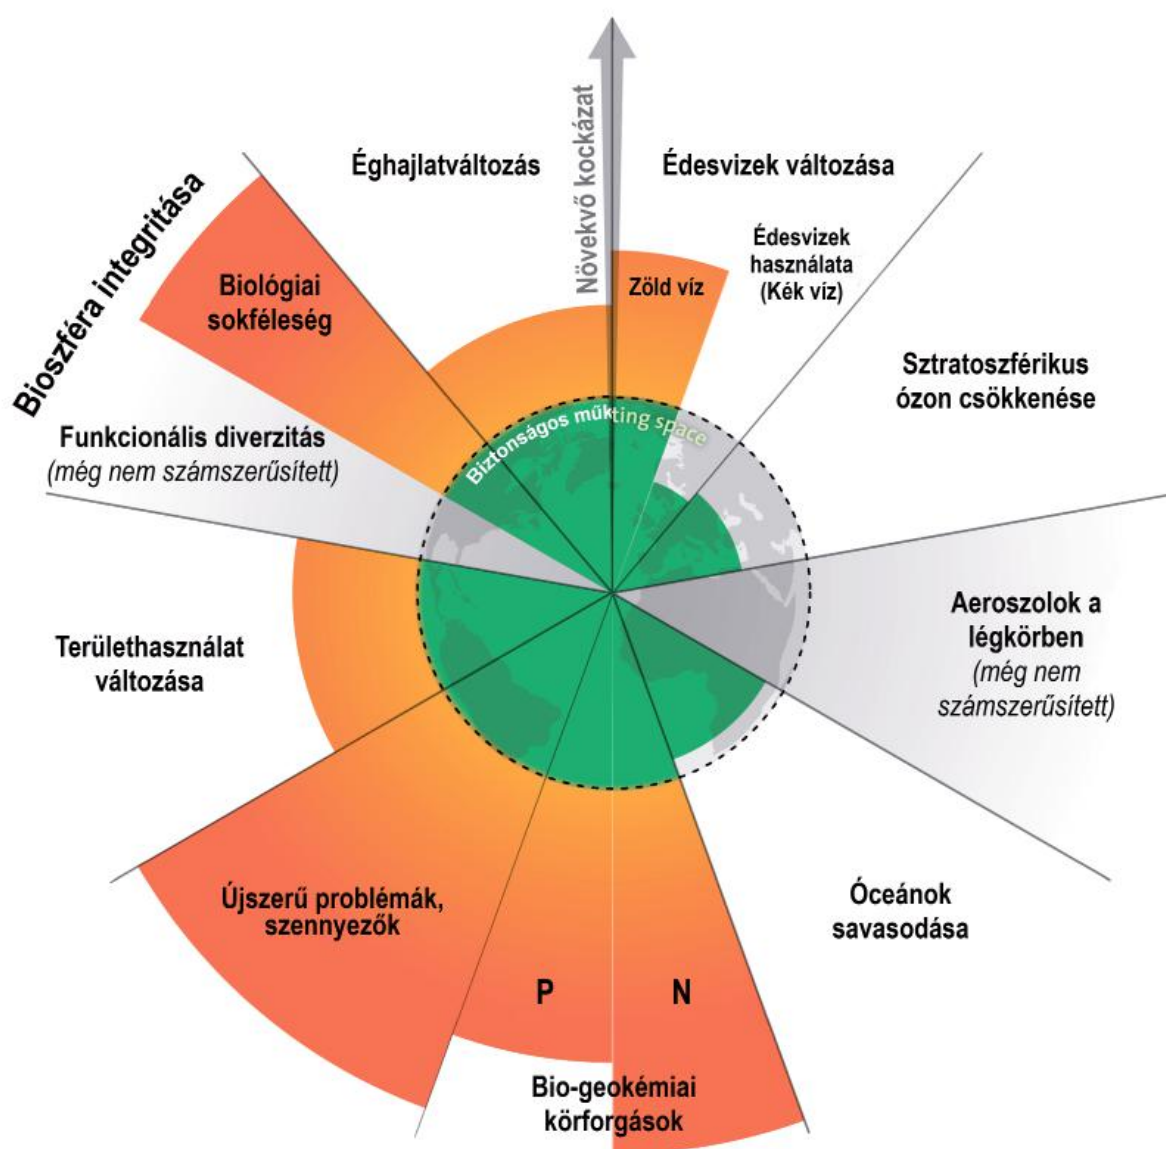 Növekvő kockázat
Éghajlatváltozás
Édesvizek változása
Édesvizek
használata
(Kék víz)
Zöld víz
Bioszféra integritása
Biológiai
sokféleség
Sztratoszférikus
ózon csökkenése
Biztonságos műkting space
Funkcionális diverzitás
(még nem számszerűsített)
Aeroszolok a
légkörben
(még nem
számszerűsített)
Területhasználat
változása
Újszerű problémák,
szennyezők
Óceánok
savasodása
P
N
Bio-geokémiai
körforgások